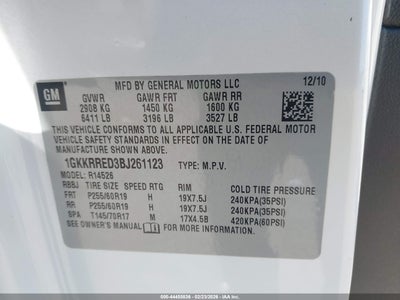 GM
MFD BY GENERAL MOTORS LLC 12/10
GVWR GAWR FRT GAWR RR
2908 KG 1450 KG 1600 KG
6411 LB 3196 LB 3527 LB
THIS VEHICLE CONFORMS TO ALL APPLICABLE U.S. FEDERAL MOTOR
VEHICLE SAFETY STANDARDS IN EFFECT ON THE DATE OF
MANUFACTURE SHOWN ABOVE.
1GKKRRED3BJ261123 TYPE: M.P.V.
MODEL: R14526
RBBJ TIRE SIZE SPEED RTG RIM COLD TIRE PRESSURE
FRT P255/60R19 H 19X7.5J 240KPA(35PSI)
RR P255/60R19 H 19X7.5J 240KPA(35PSI)
SPA T145/70R17 M 17X4.5B 420KPA(60PSI)
SEE OWNER'S MANUAL FOR ADDITIONAL INFORMATION